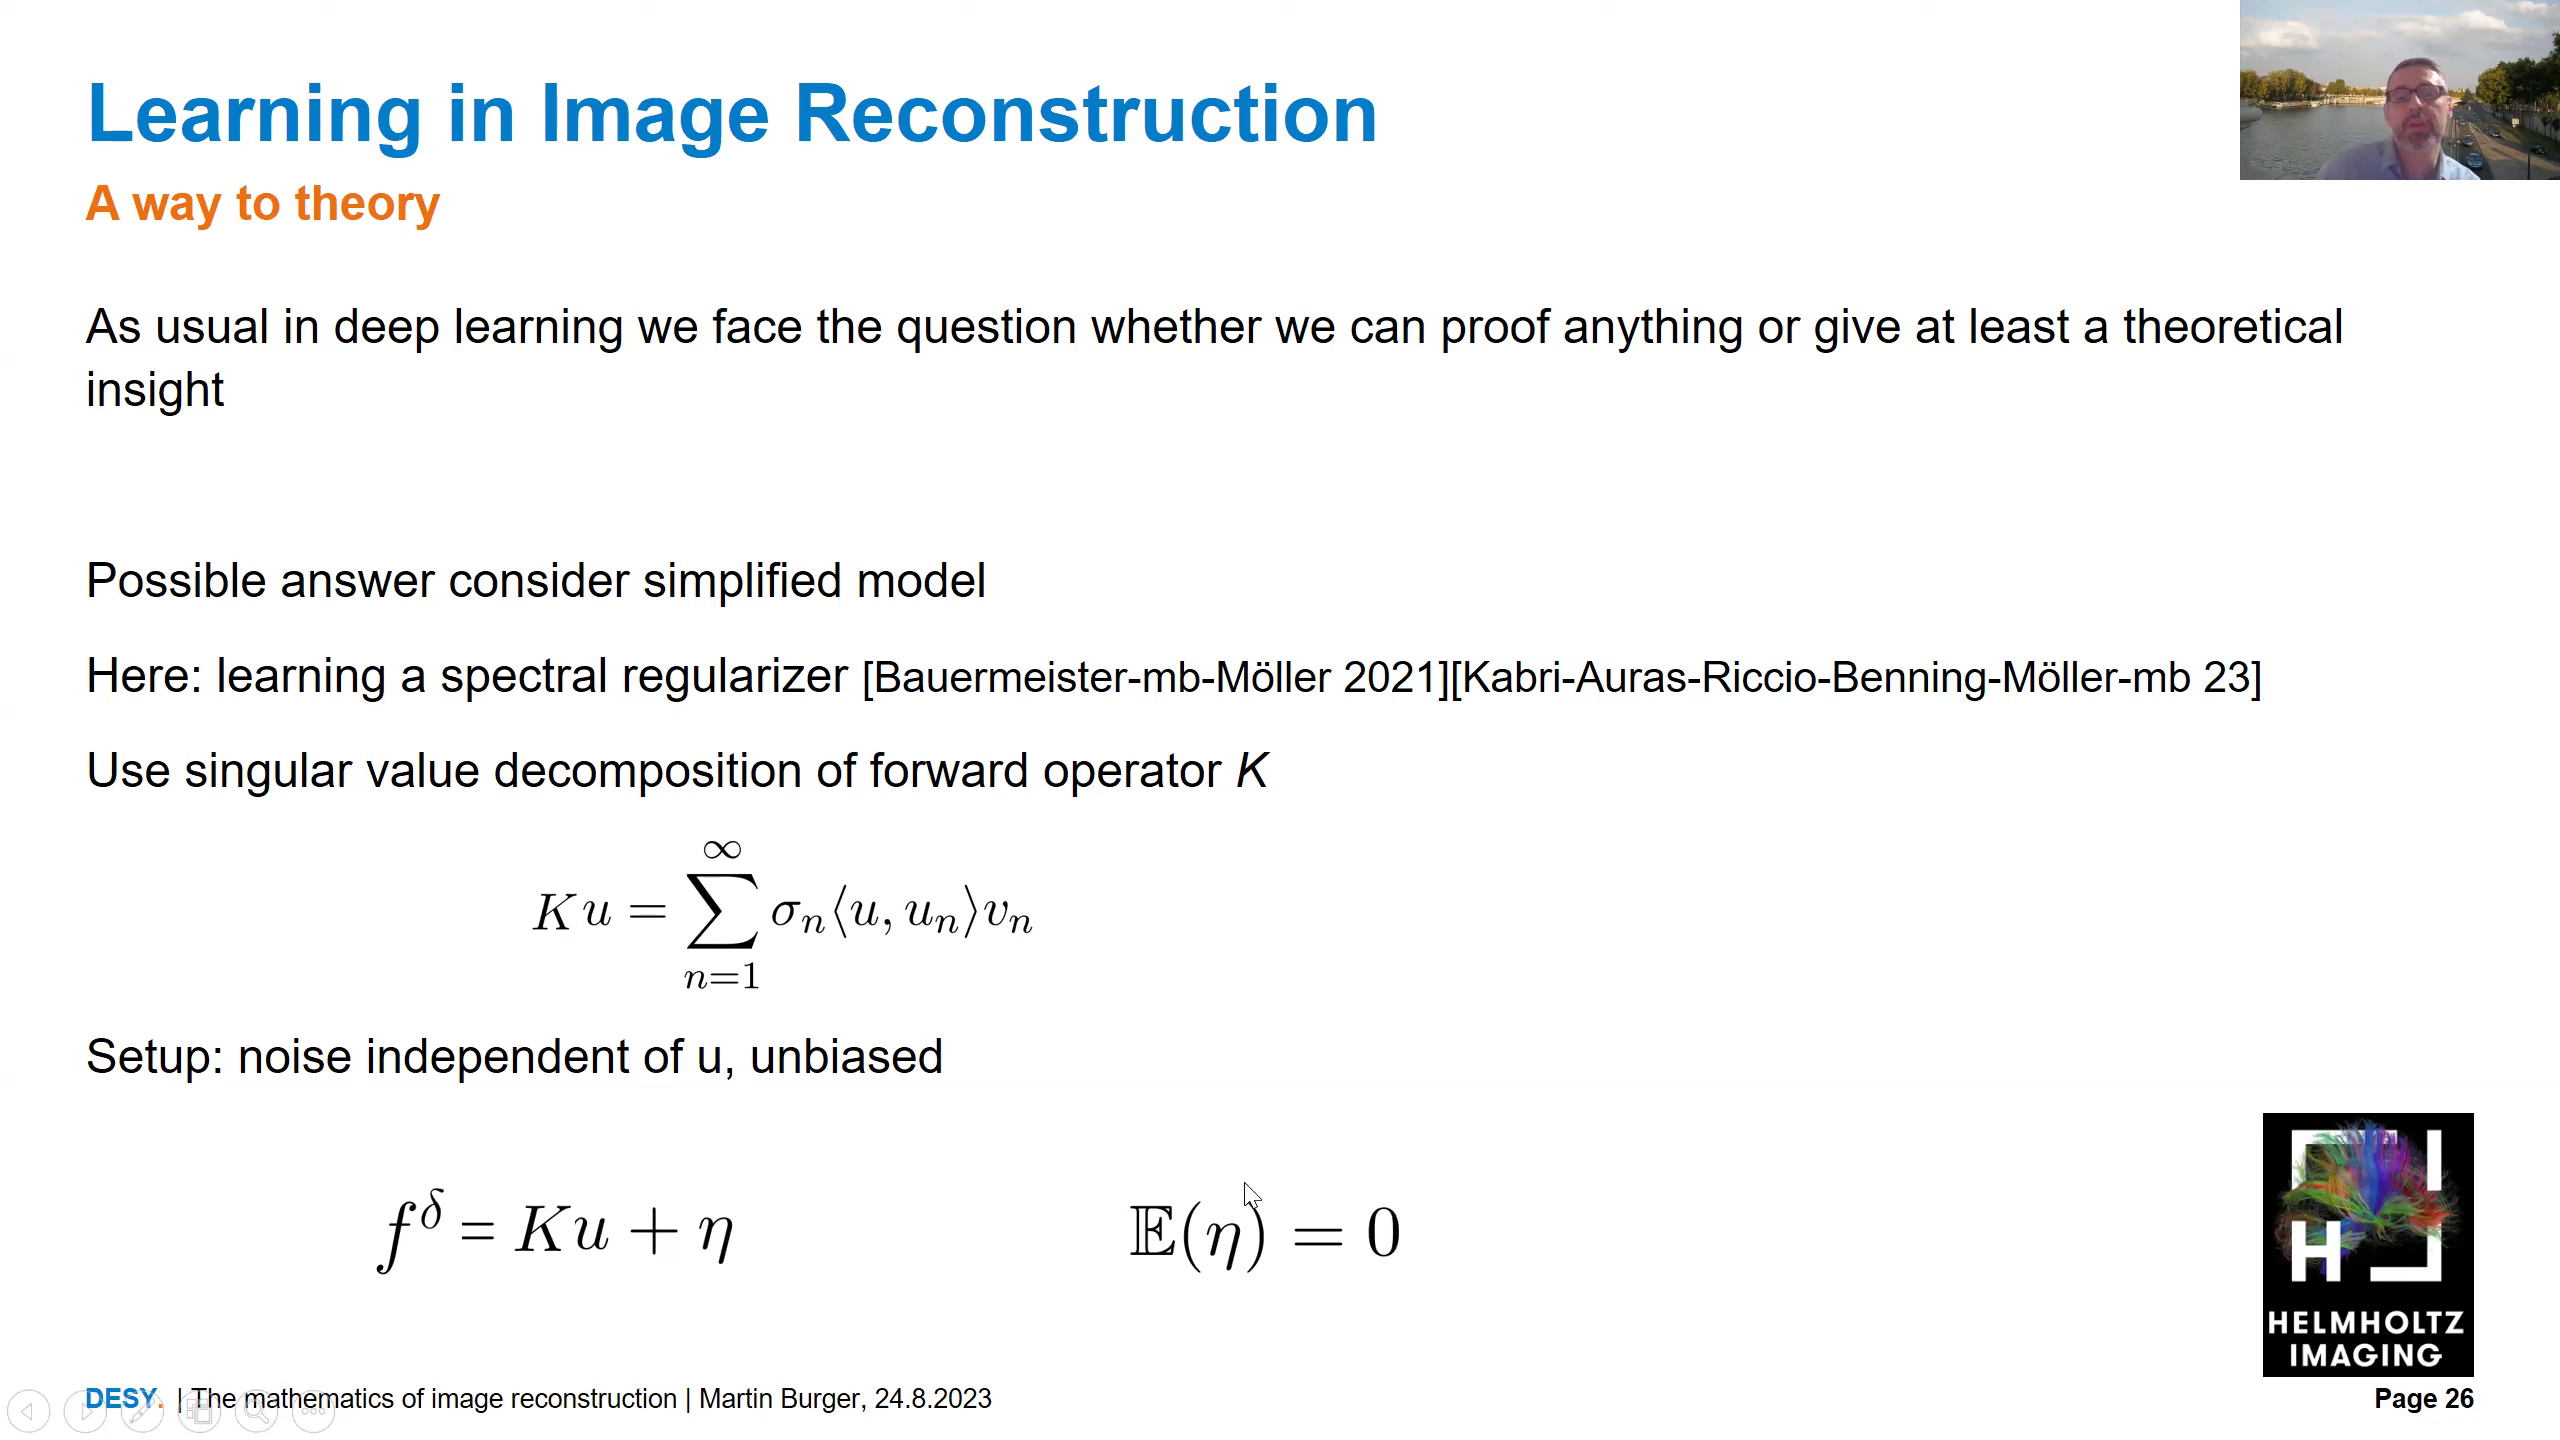 Learning in Image Reconstruction
A way to theory
As usual in deep learning we face the question whether we can proof anything or give at least a theoretical
insight
Possible answer consider simplified model
Here: learning a spectral regularizer [Bauermeister-mb-Möller 2021][Kabri-Auras-Riccio-Benning-Möller-mb 23]
Use singular value decomposition of forward operator K
Ku = ∑_{n=1}^{∞} σ_n⟨u, u_n⟩v_n
Setup: noise independent of u, unbiased
f^δ = Ku + η
𝔼(η) = 0
HELMHOLTZ
IMAGING
DESY. | The mathematics of image reconstruction | Martin Burger, 24.8.2023
Page 26